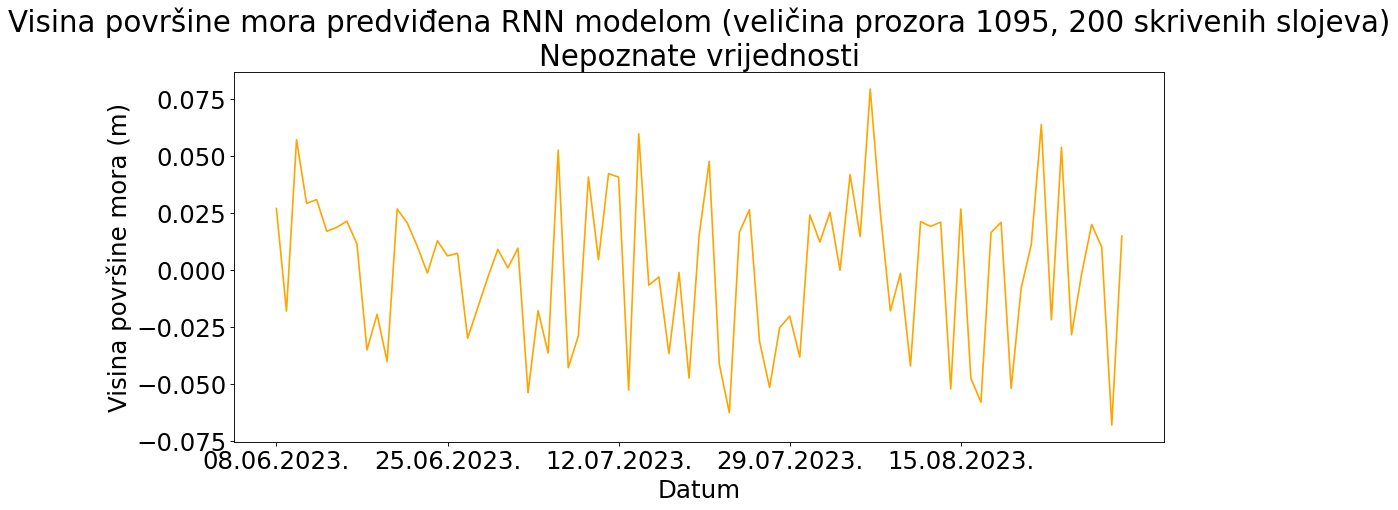 Visina površine mora predviđena RNN modelom (veličina prozora 1095, 200 skrivenih slojeva)
Nepoznate vrijednosti
Visina površine mora (m)
0.075
0.050
0.025
0.000
−0.025
−0.050
−0.075
08.06.2023. 25.06.2023. 12.07.2023. 29.07.2023. 15.08.2023.
Datum